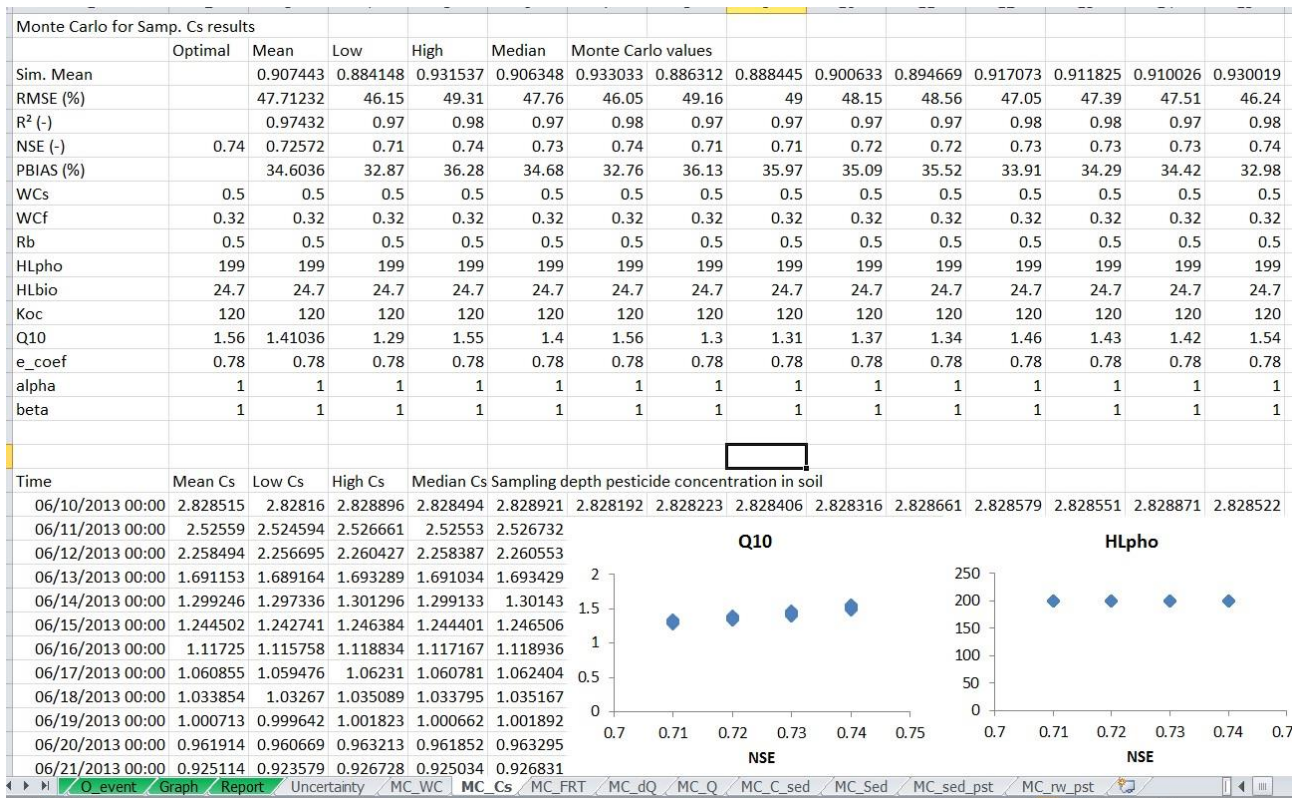 Monte Carlo for Samp. Cs results
Optimal Mean Low High Median Monte Carlo values
Sim. Mean 0.907443 0.884148 0.931537 0.906348 0.933033 0.886312 0.888445 0.900633 0.894669 0.917073 0.911825 0.910026 0.930019
RMSE (%) 47.71232 46.15 49.31 47.76 46.05 49.16 49 48.15 48.56 47.05 47.39 47.51 46.24
R² (-) 0.97432 0.97 0.98 0.97 0.98 0.97 0.97 0.97 0.97 0.98 0.98 0.97 0.98
NSE (-) 0.74 0.72572 0.71 0.74 0.73 0.74 0.71 0.71 0.72 0.72 0.73 0.73 0.73 0.74
PBIAS (%) 34.6036 32.87 36.28 34.68 32.76 36.13 35.97 35.09 35.52 33.91 34.29 34.42 32.98
WCs 0.5 0.5 0.5 0.5 0.5 0.5 0.5 0.5 0.5 0.5 0.5 0.5 0.5 0.5
WCf 0.32 0.32 0.32 0.32 0.32 0.32 0.32 0.32 0.32 0.32 0.32 0.32 0.32 0.32
Rb 0.5 0.5 0.5 0.5 0.5 0.5 0.5 0.5 0.5 0.5 0.5 0.5 0.5 0.5
HLpho 199 199 199 199 199 199 199 199 199 199 199 199 199 199
HLbio 24.7 24.7 24.7 24.7 24.7 24.7 24.7 24.7 24.7 24.7 24.7 24.7 24.7 24.7
Koc 120 120 120 120 120 120 120 120 120 120 120 120 120 120
Q10 1.56 1.41036 1.29 1.55 1.4 1.56 1.3 1.31 1.37 1.34 1.46 1.43 1.42 1.54
e_coef 0.78 0.78 0.78 0.78 0.78 0.78 0.78 0.78 0.78 0.78 0.78 0.78 0.78 0.78
alpha 1 1 1 1 1 1 1 1 1 1 1 1 1 1
beta 1 1 1 1 1 1 1 1 1 1 1 1 1 1
Time Mean Cs Low Cs High Cs Median Cs Sampling depth pesticide concentration in soil
06/10/2013 00:00 2.828515 2.82816 2.828896 2.828494 2.828921 2.828192 2.828223 2.828406 2.828316 2.828661 2.828579 2.828551 2.828871 2.828522
06/11/2013 00:00 2.52559 2.524594 2.526661 2.52553 2.526732
06/12/2013 00:00 2.258494 2.256695 2.260427 2.258387 2.260553
06/13/2013 00:00 1.691153 1.689164 1.693289 1.691034 1.693429
06/14/2013 00:00 1.299246 1.297336 1.301296 1.299133 1.30143
06/15/2013 00:00 1.244502 1.242741 1.246384 1.244401 1.246506
06/16/2013 00:00 1.11725 1.115758 1.118834 1.117167 1.118936
06/17/2013 00:00 1.060855 1.059476 1.06231 1.060781 1.062404
06/18/2013 00:00 1.033854 1.03267 1.035089 1.033795 1.035167
06/19/2013 00:00 1.000713 0.999642 1.001823 1.000662 1.001892
06/20/2013 00:00 0.961914 0.960669 0.963213 0.961852 0.963295
06/21/2013 00:00 0.925114 0.923579 0.926728 0.925034 0.926831
Q10
2
1.5
1
0.5
0
0.7 0.71 0.72 0.73 0.74 0.75
NSE
HLpho
250
200
150
100
50
0
0.7 0.71 0.72 0.73 0.74
NSE
O_event Graph Report Uncertainty MC_WC MC_Cs MC_FRT MC_dQ MC_Q MC_C_sed MC_Sed MC_sed_pst MC_rw_pst